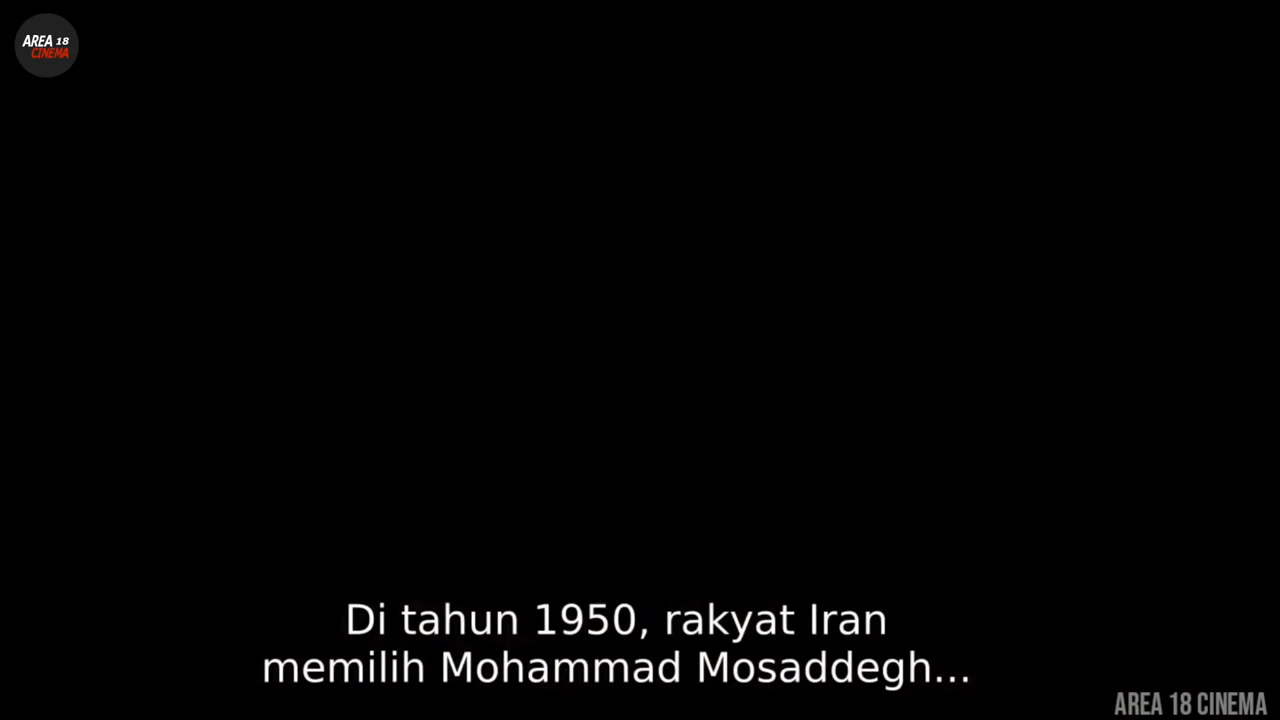 AREA 18
CINEMA
Di tahun 1950, rakyat Iran
memilih Mohammad Mosaddegh...
AREA 18 CINEMA